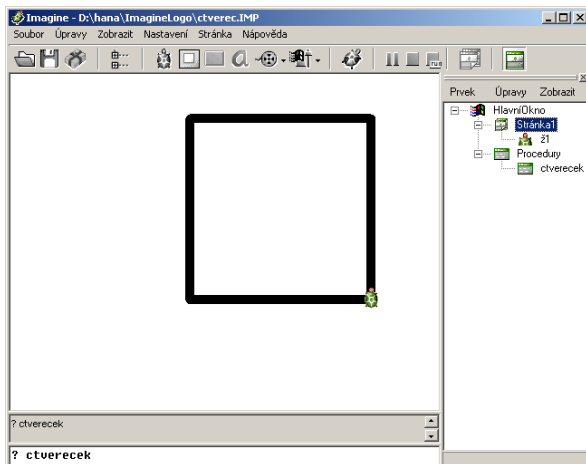 Imagine - D:\hana\ImagineLogo\ctverec.IMP
Soubor Úpravy Zobrazit Nastavení Stránka Nápověda
Prvek Úpravy Zobrazit
HlavníOkno
Stránka1
ž1
Procedury
ctverecek
? ctverecek
? ctverecek